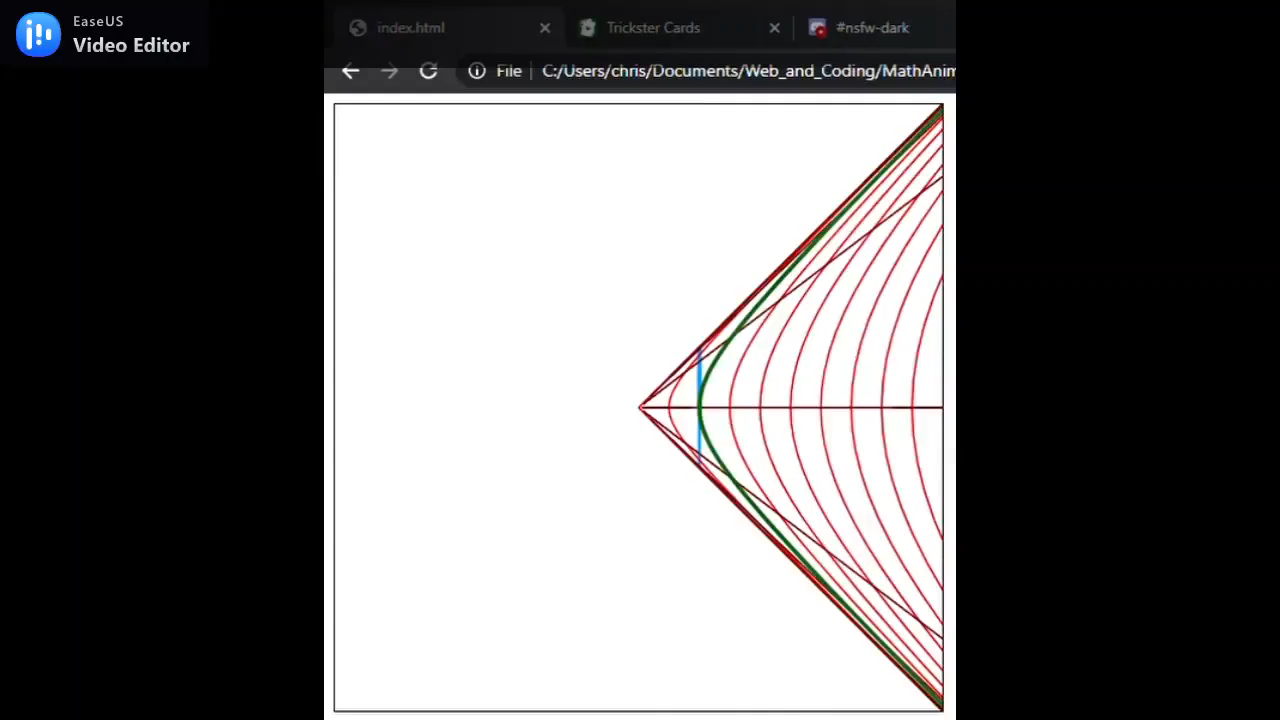 EaseUS
Video Editor
index.html
Trickster Cards
#nsfw-dark
File
C:/Users/chris/Documents/Web_and_Coding/MathAnim